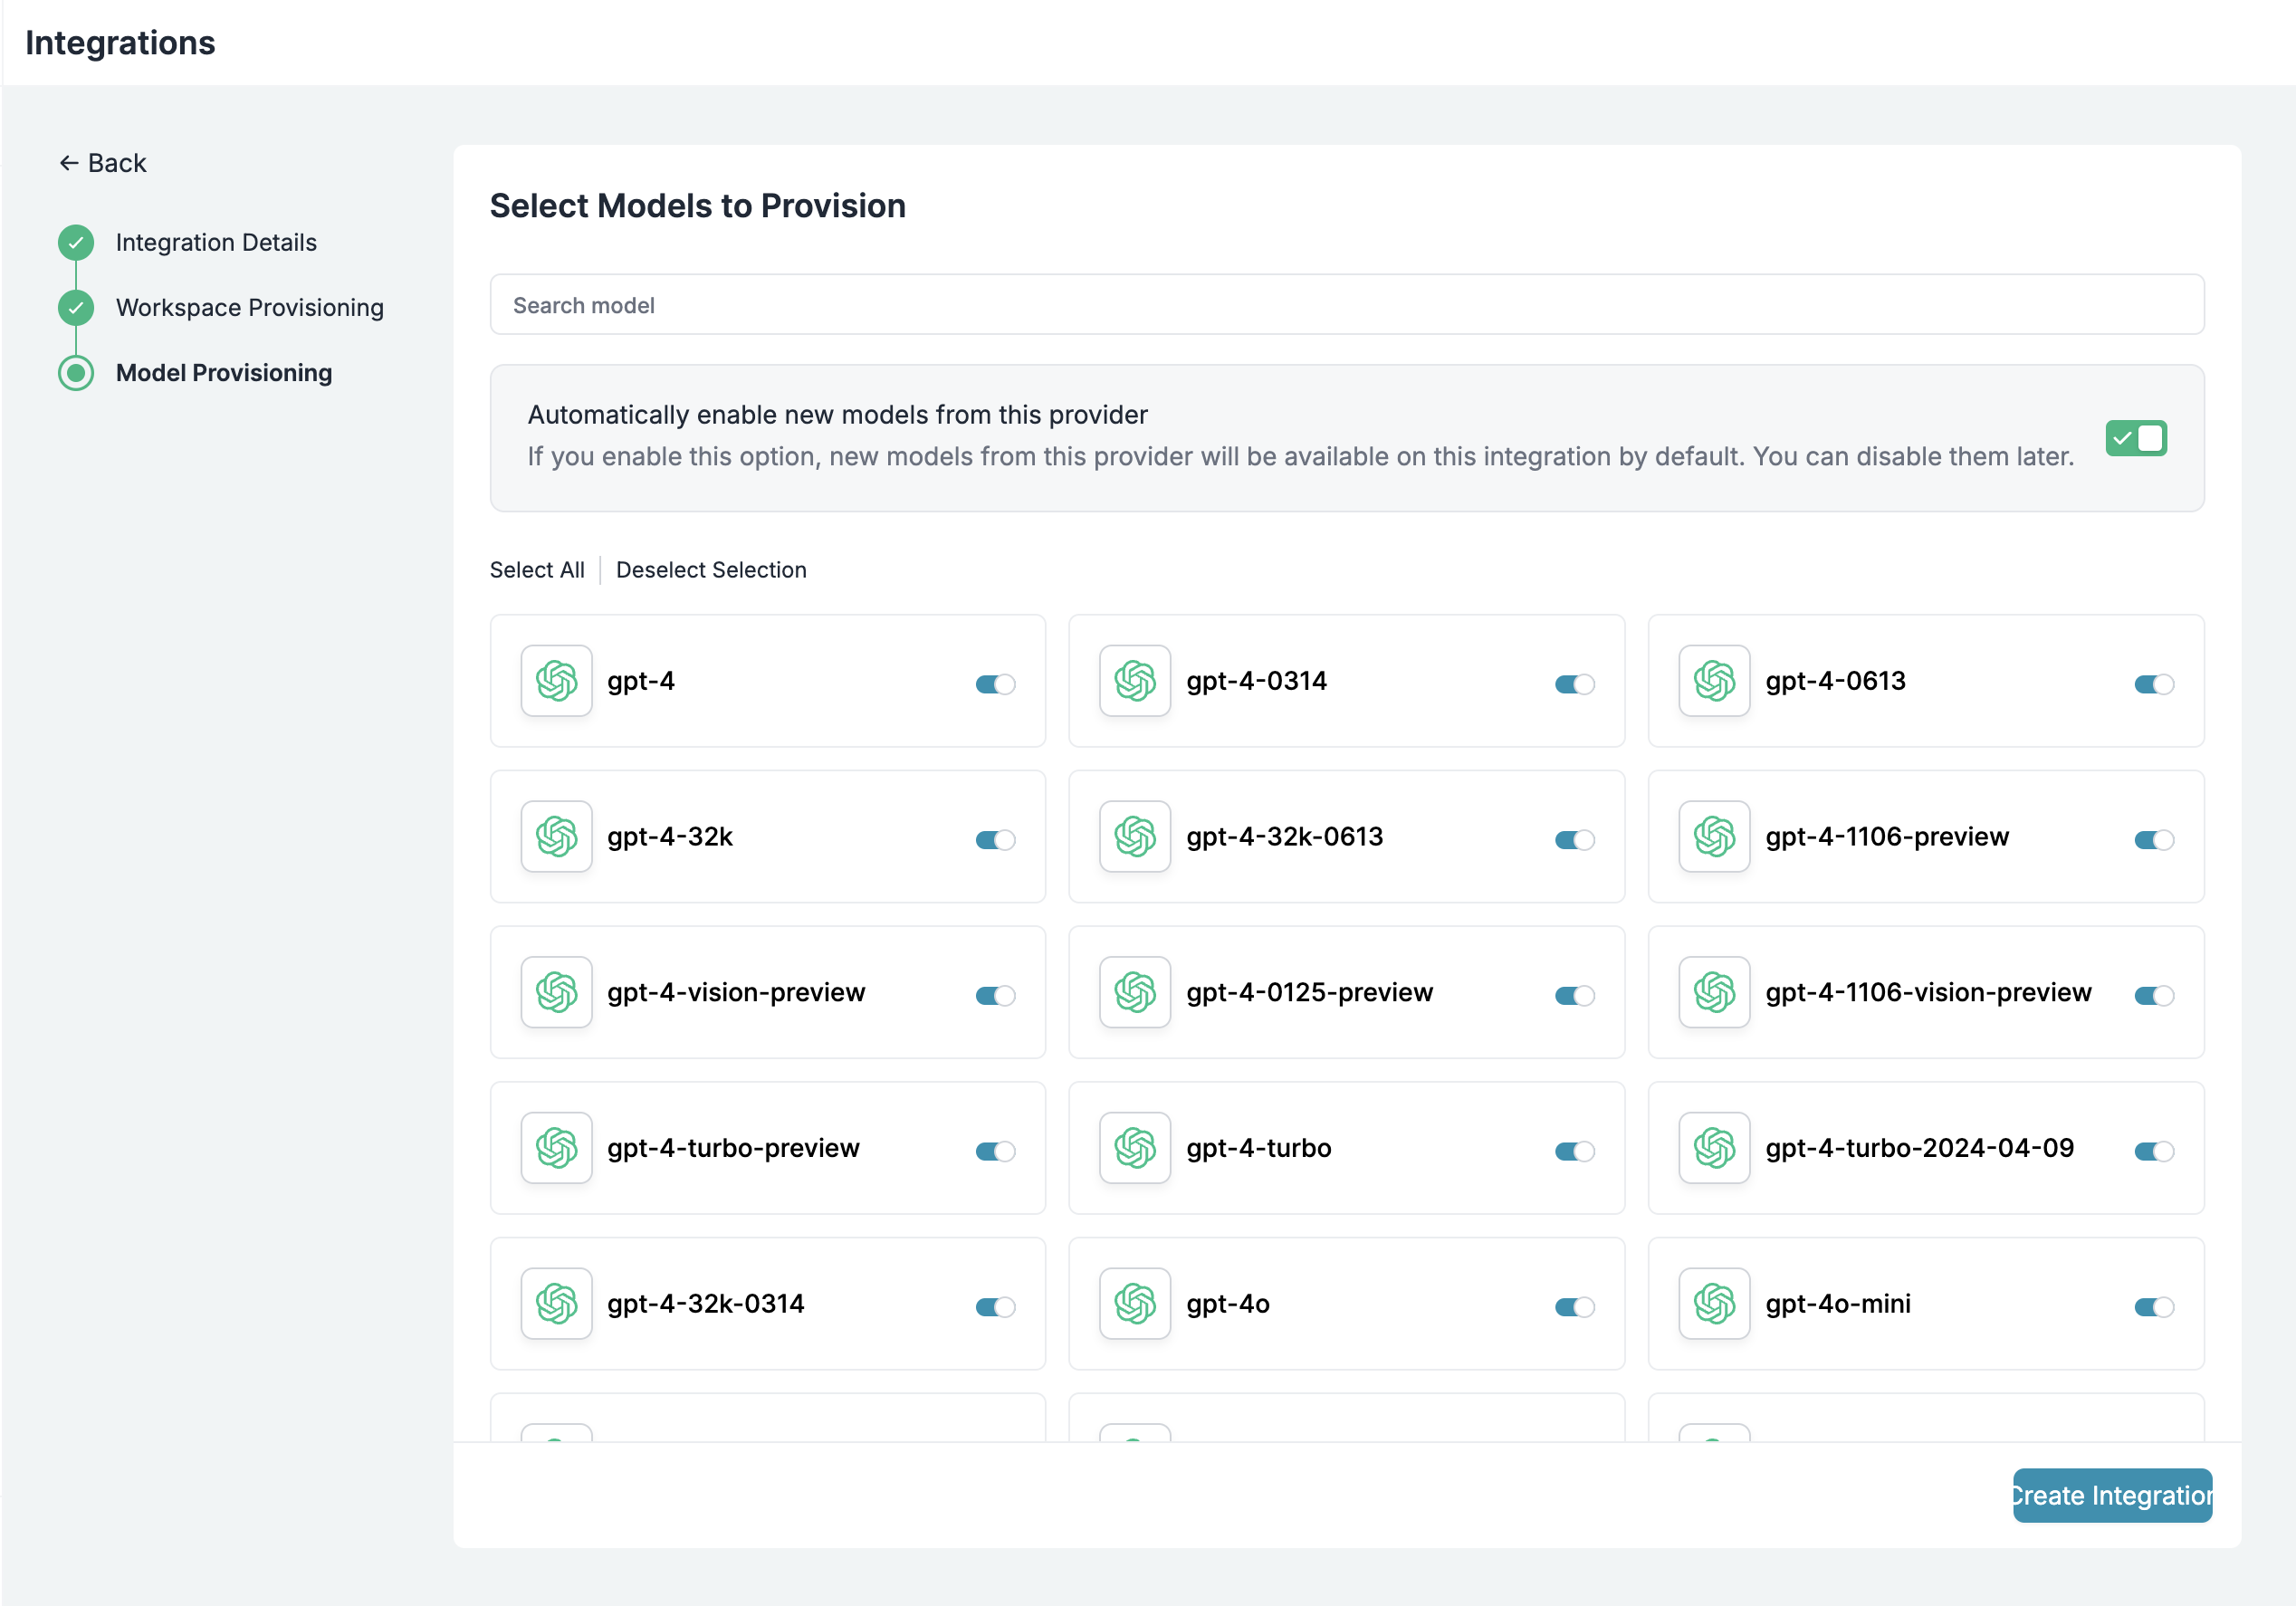 Integrations
Back
Integration Details
Workspace Provisioning
Model Provisioning
Select Models to Provision
Search model
Automatically enable new models from this provider
If you enable this option, new models from this provider will be available on this integration by default. You can disable them later.
Select All
Deselect Selection
gpt-4
gpt-4-0314
gpt-4-0613
gpt-4-32k
gpt-4-32k-0613
gpt-4-1106-preview
gpt-4-vision-preview
gpt-4-0125-preview
gpt-4-1106-vision-preview
gpt-4-turbo-preview
gpt-4-turbo
gpt-4-turbo-2024-04-09
gpt-4-32k-0314
gpt-4o
gpt-4o-mini
Create Integration